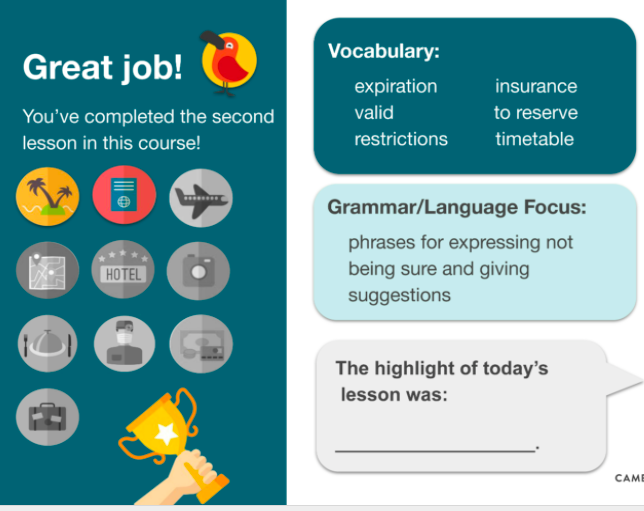 Great job!
You've completed the second
lesson in this course!
HOTEL
Vocabulary:
expiration
valid
restrictions
insurance
to reserve
timetable
Grammar/Language Focus:
phrases for expressing not
being sure and giving
suggestions
The highlight of today's
lesson was:
____________________.
CAMB